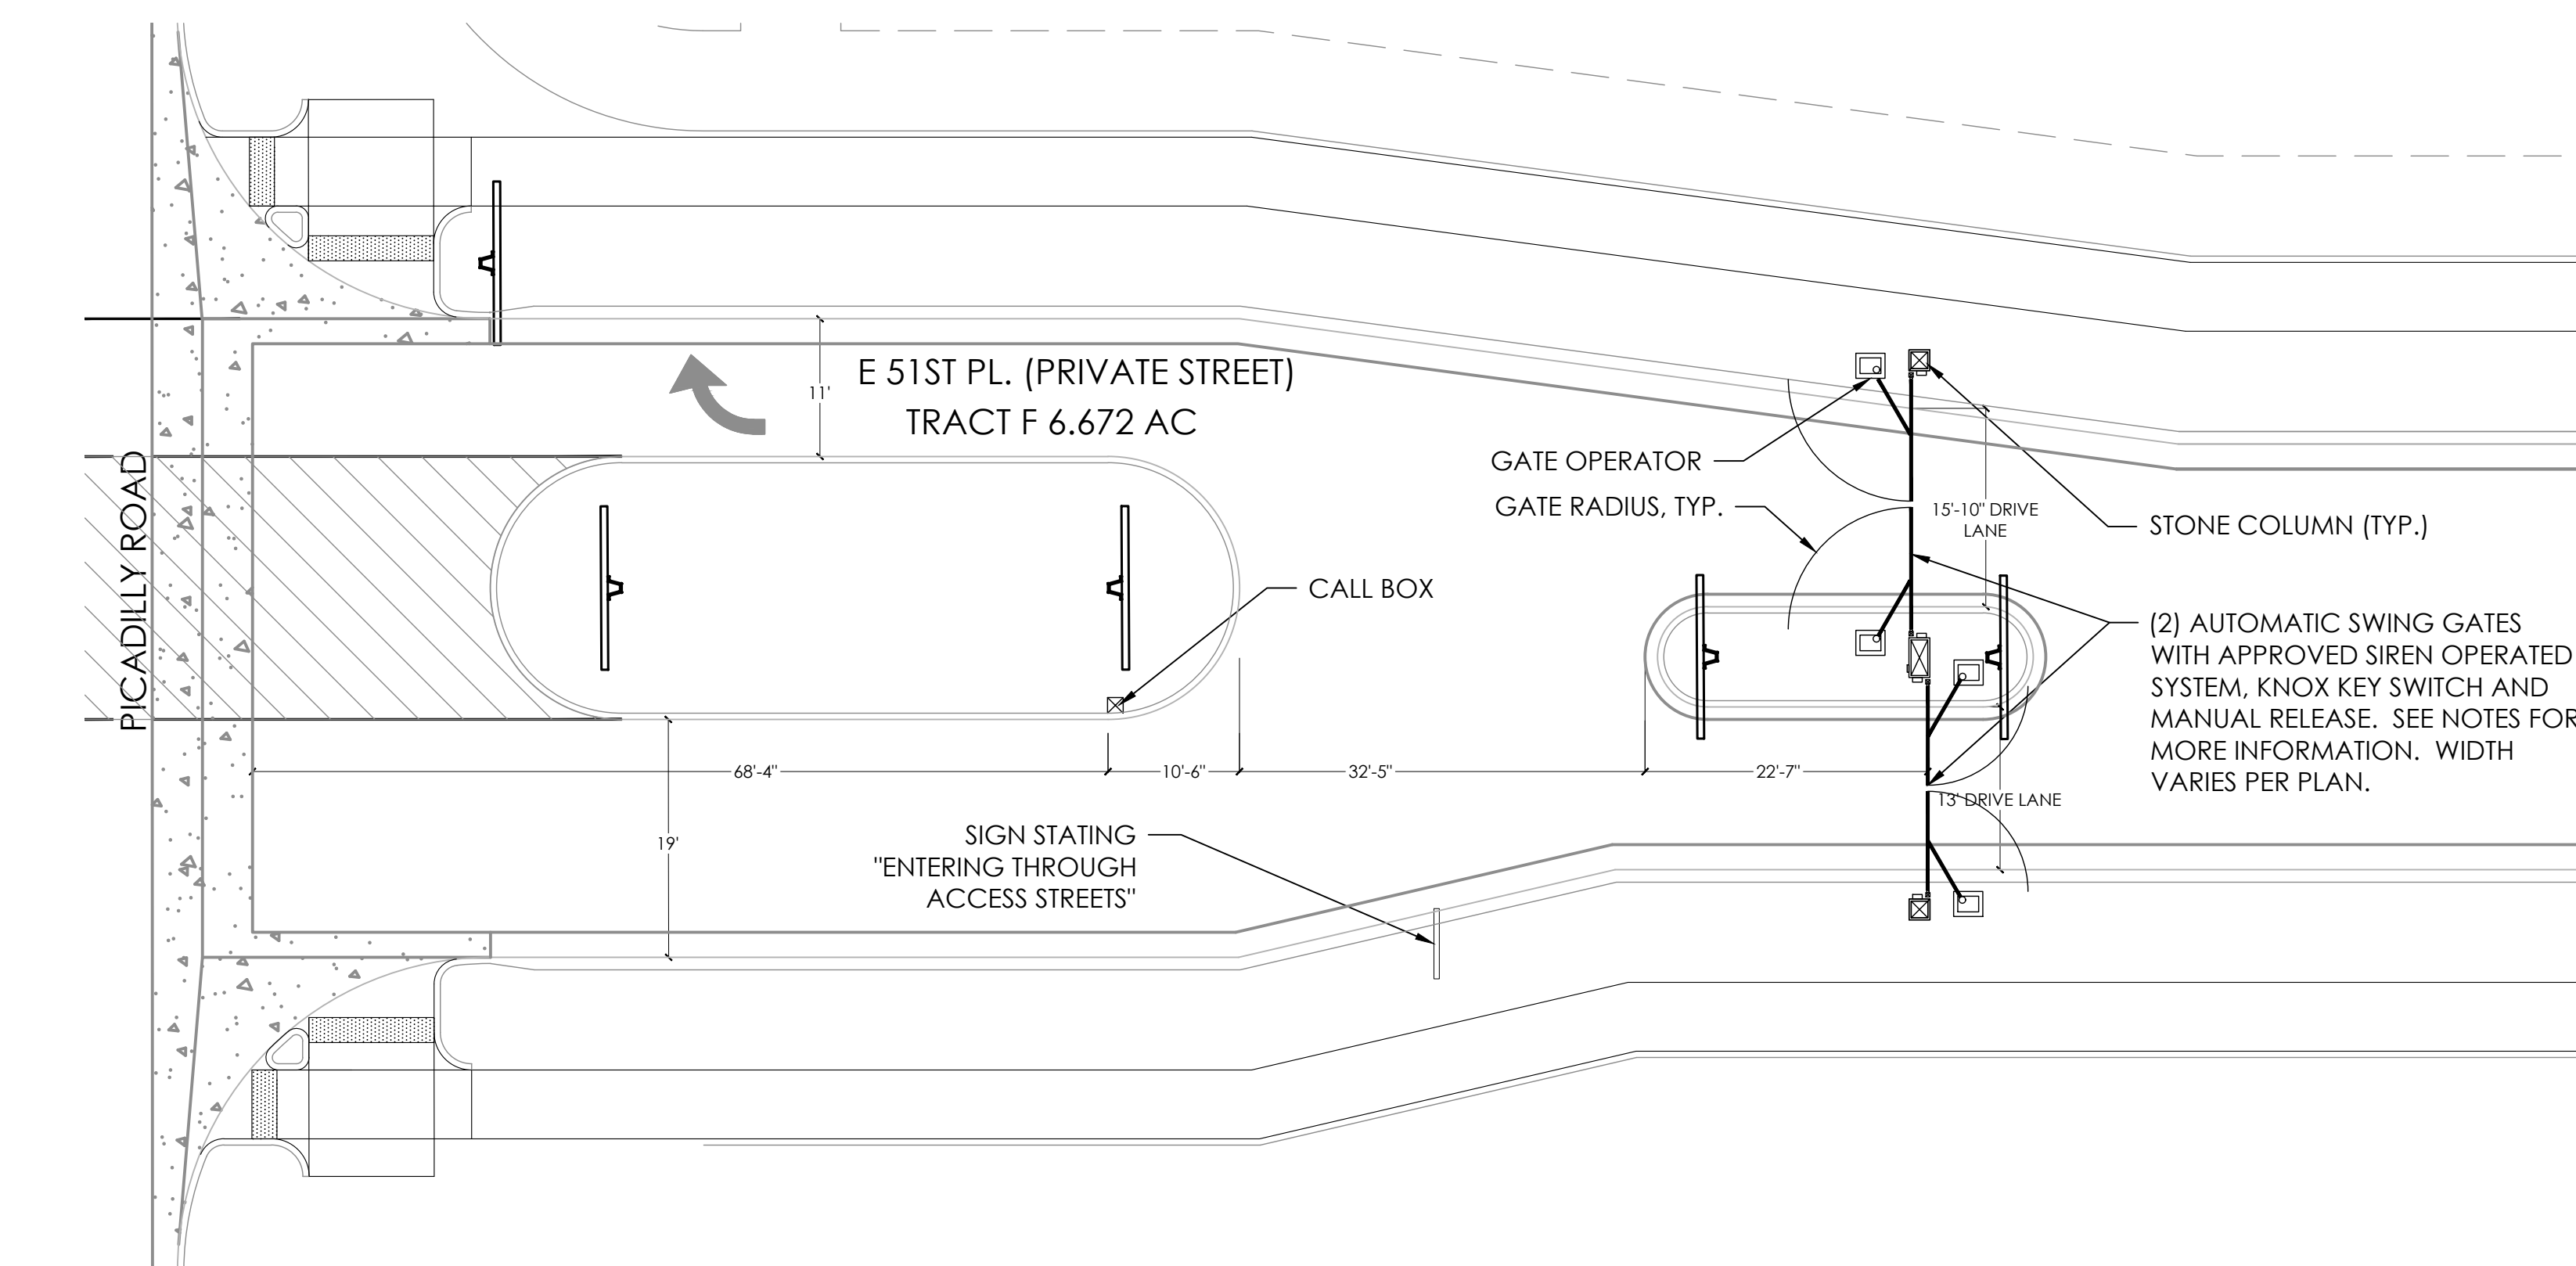 E 51ST PL. (PRIVATE STREET)
TRACT F 6.672 AC
11'
PICADILLY ROAD
GATE OPERATOR
GATE RADIUS, TYP.
15'-10" DRIVE
LANE
STONE COLUMN (TYP.)
CALL BOX
(2) AUTOMATIC SWING GATES
WITH APPROVED SIREN OPERATED
SYSTEM, KNOX KEY SWITCH AND
MANUAL RELEASE. SEE NOTES FOR
MORE INFORMATION. WIDTH
VARIES PER PLAN.
68'-4"
10'-6"
32'-5"
22'-7"
13' DRIVE LANE
19'
SIGN STATING
"ENTERING THROUGH
ACCESS STREETS"